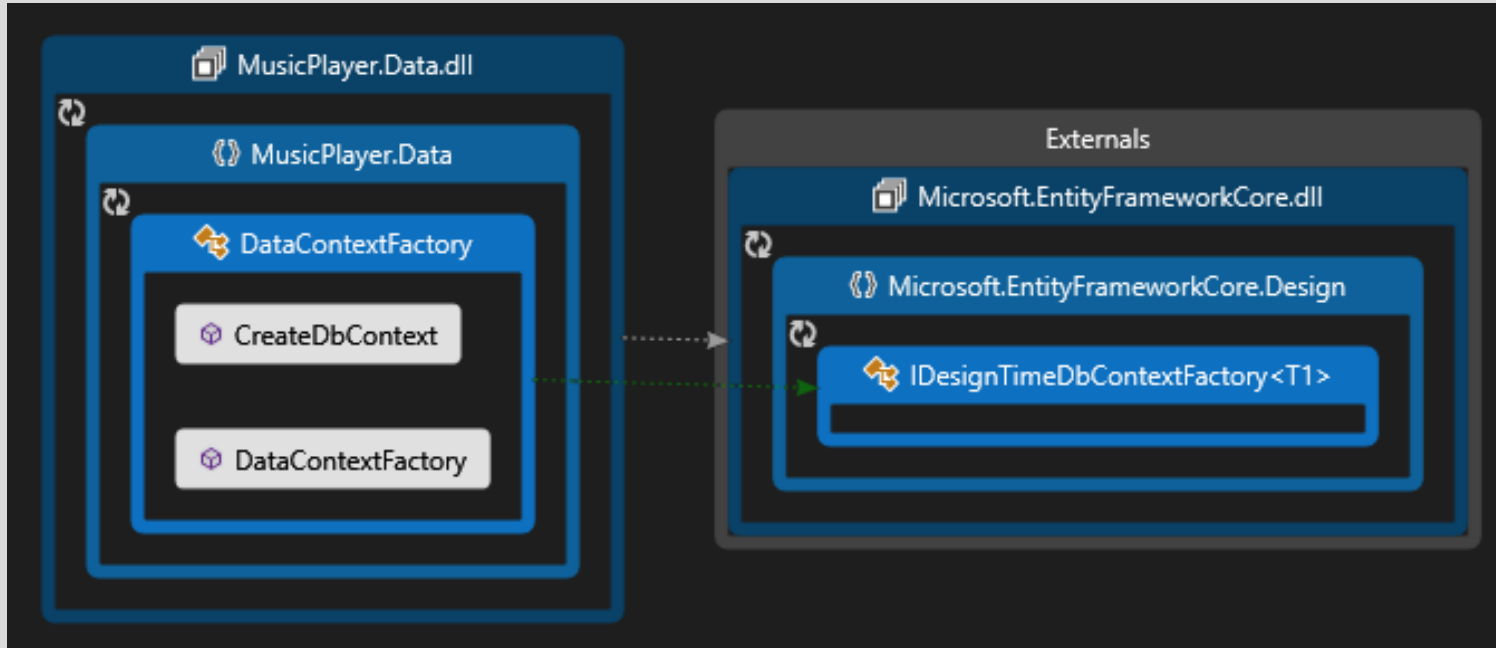 MusicPlayer.Data.dll
MusicPlayer.Data
DataContextFactory
CreateDbContext
DataContextFactory
Externals
Microsoft.EntityFrameworkCore.dll
Microsoft.EntityFrameworkCore.Design
IDesignTimeDbContextFactory<T1>